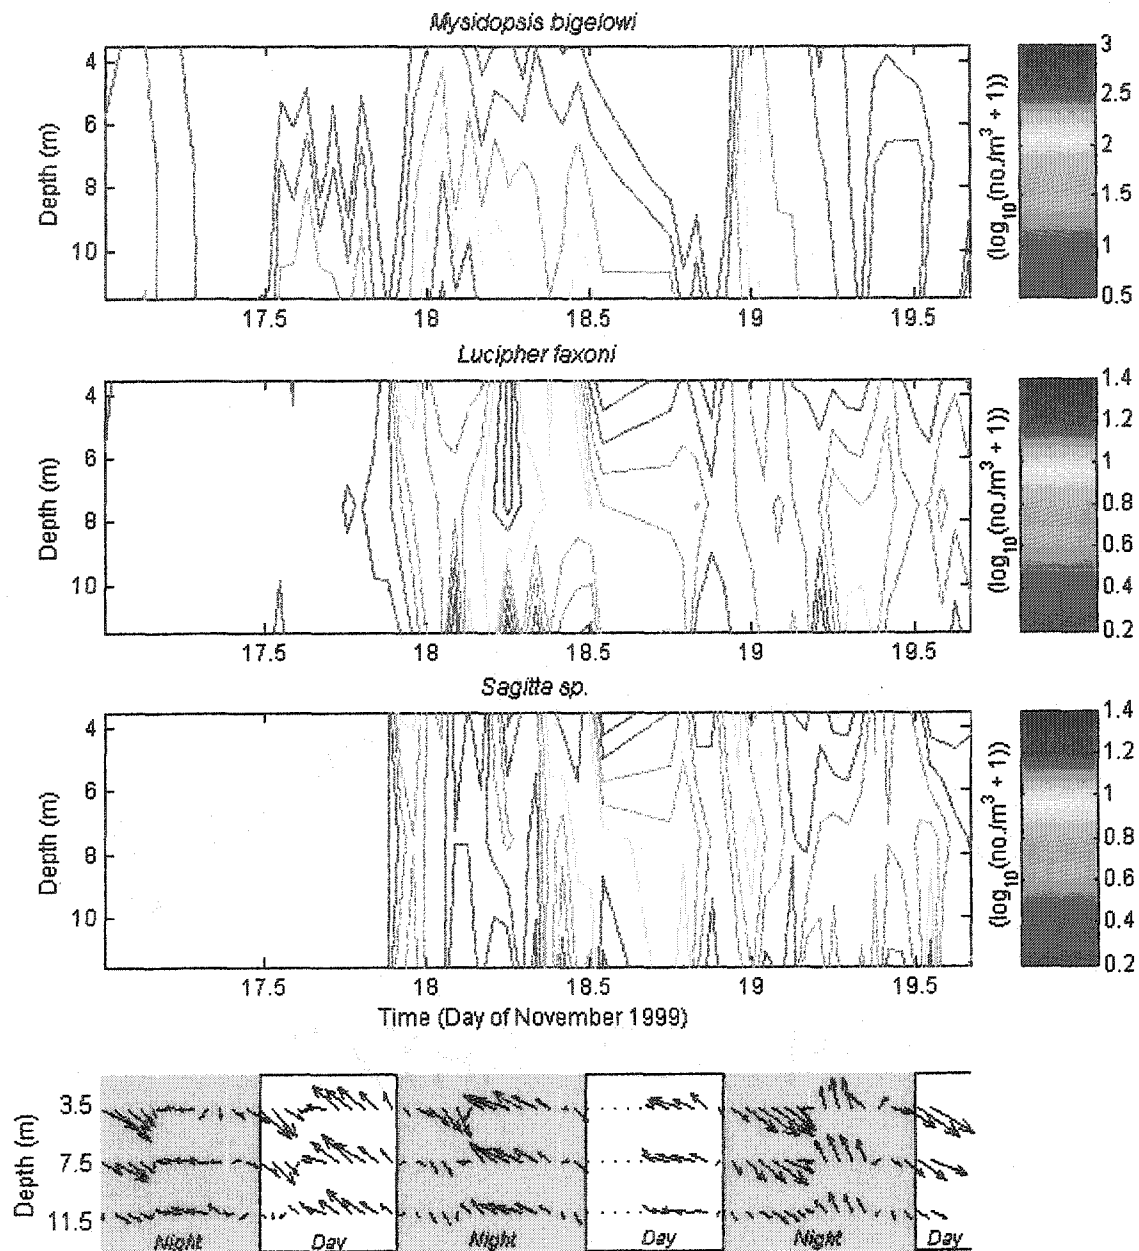 Mysidopsis bigelowi
4
6
8
10
Depth (m)
17.5 18 18.5 19 19.5
3
2.5
2
1.5
1
0.5
(log10(no./m3 + 1))
Lucipher faxoni
4
6
8
10
Depth (m)
17.5 18 18.5 19 19.5
1.4
1.2
1
0.8
0.6
0.4
0.2
(log10(no./m3 + 1))
Sagitta sp.
4
6
8
10
Depth (m)
17.5 18 18.5 19 19.5
Time (Day of November 1999)
1.4
1.2
1
0.8
0.6
0.4
0.2
(log10(no./m3 + 1))
Depth (m)
3.5
7.5
11.5
Night Day Night Day Night Day